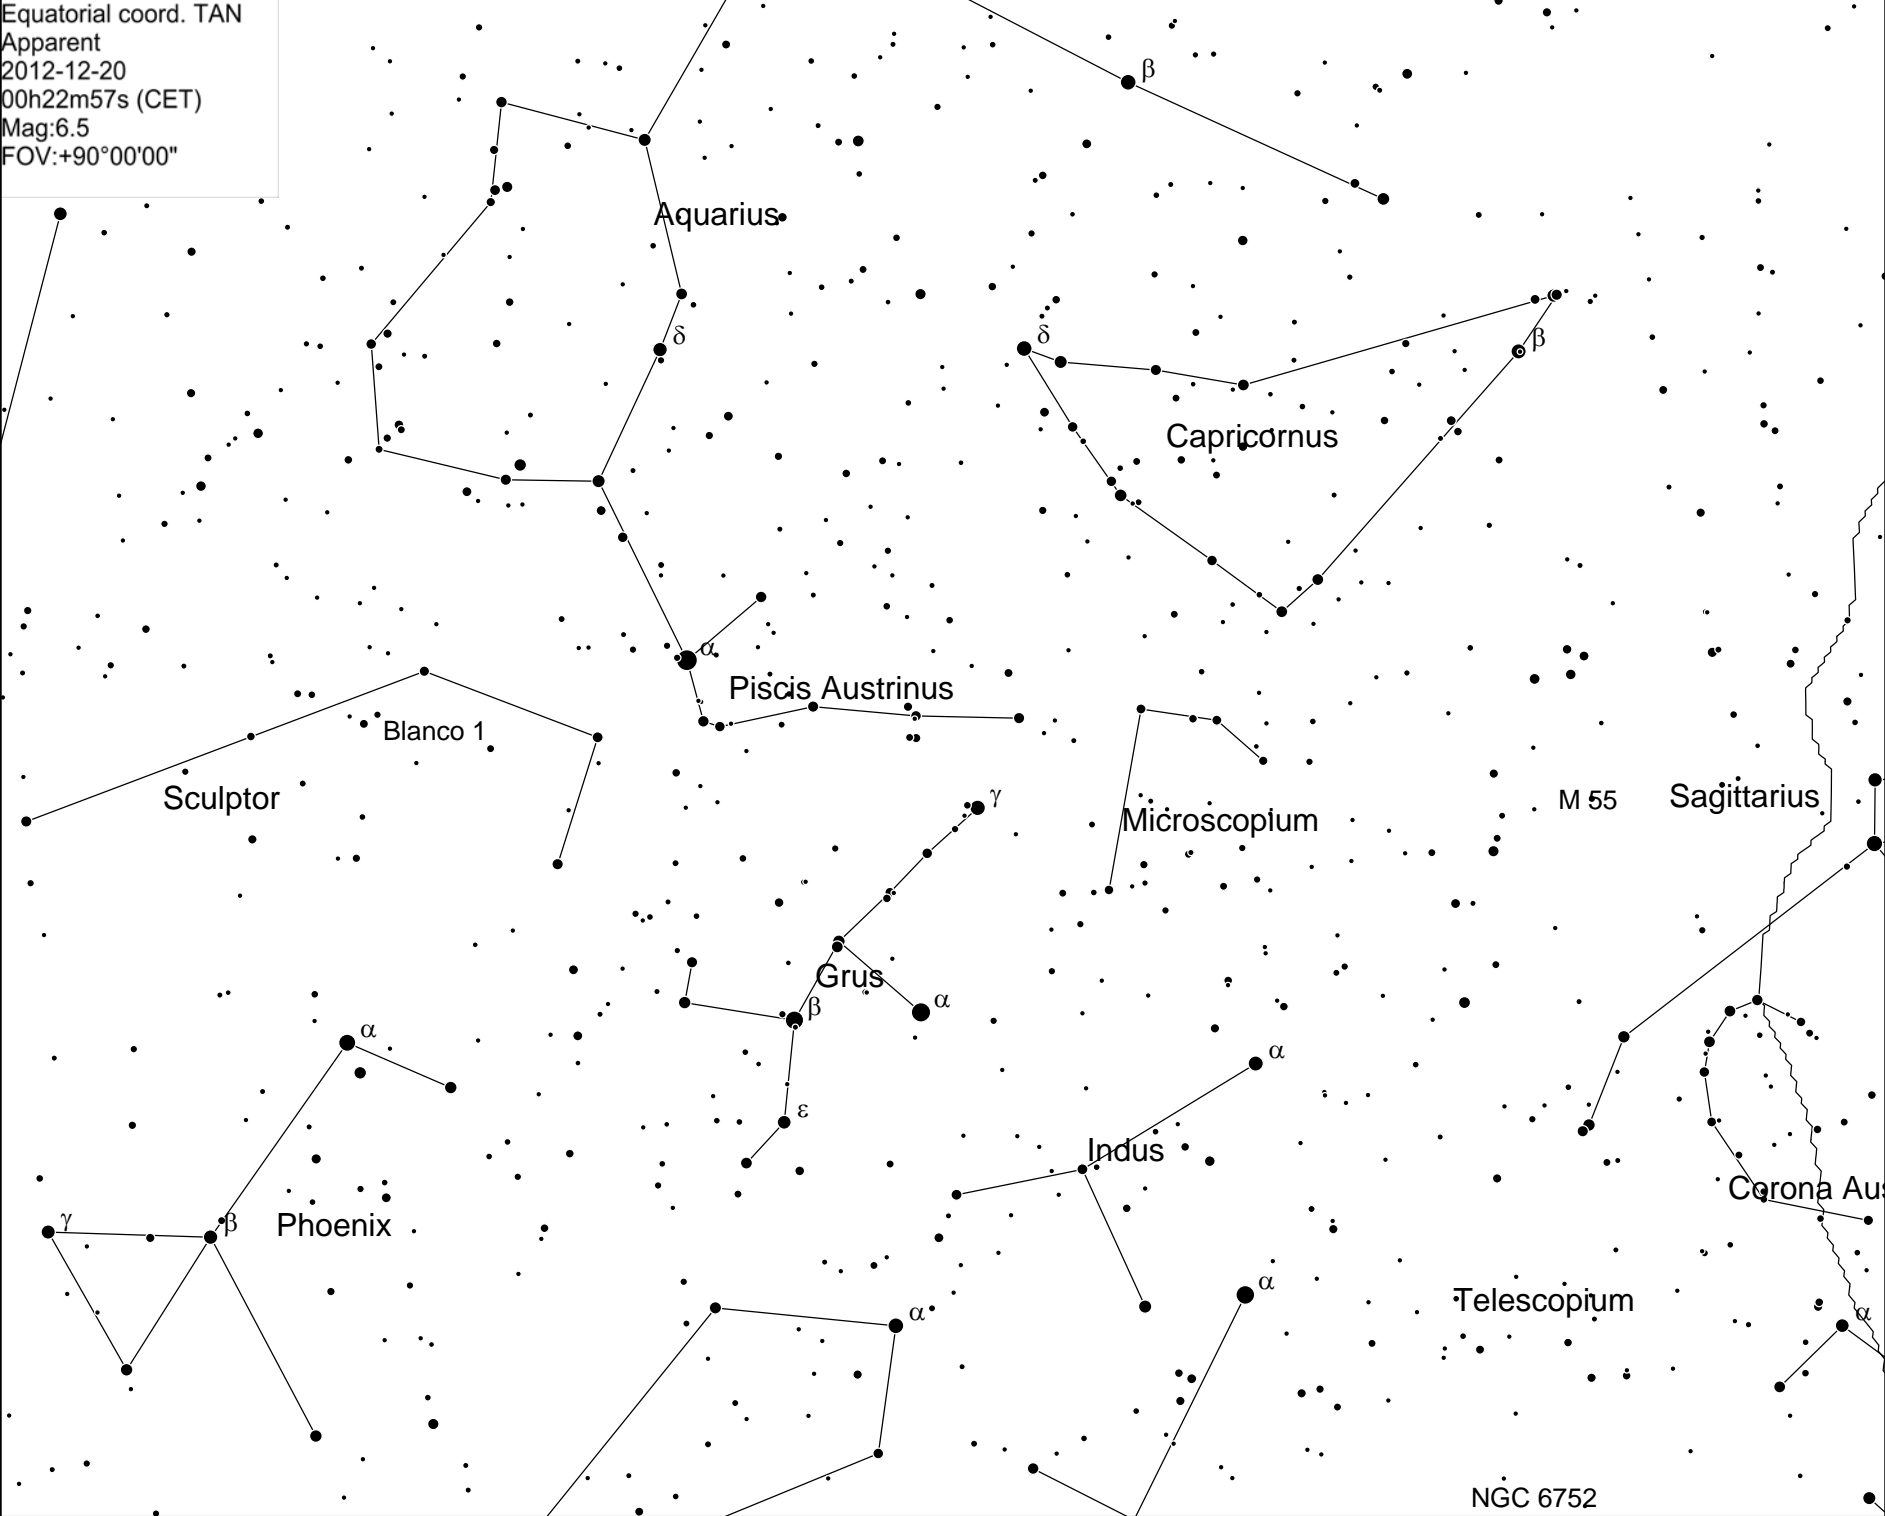 Equatorial coord. TAN
Apparent
2012-12-20
00h22m57s (CET)
Mag:6.5
FOV:+90°00'00"
β
Aquarius
δ
δ
β
Capricornus
α
Piscis Austrinus
Blanco 1
Sculptor
γ
Microscopium
M 55
Sagittarius
Grus
β
α
α
α
ε
Indus
Corona Aus
γ
β
Phoenix
α
α
Telescopium
α
NGC 6752